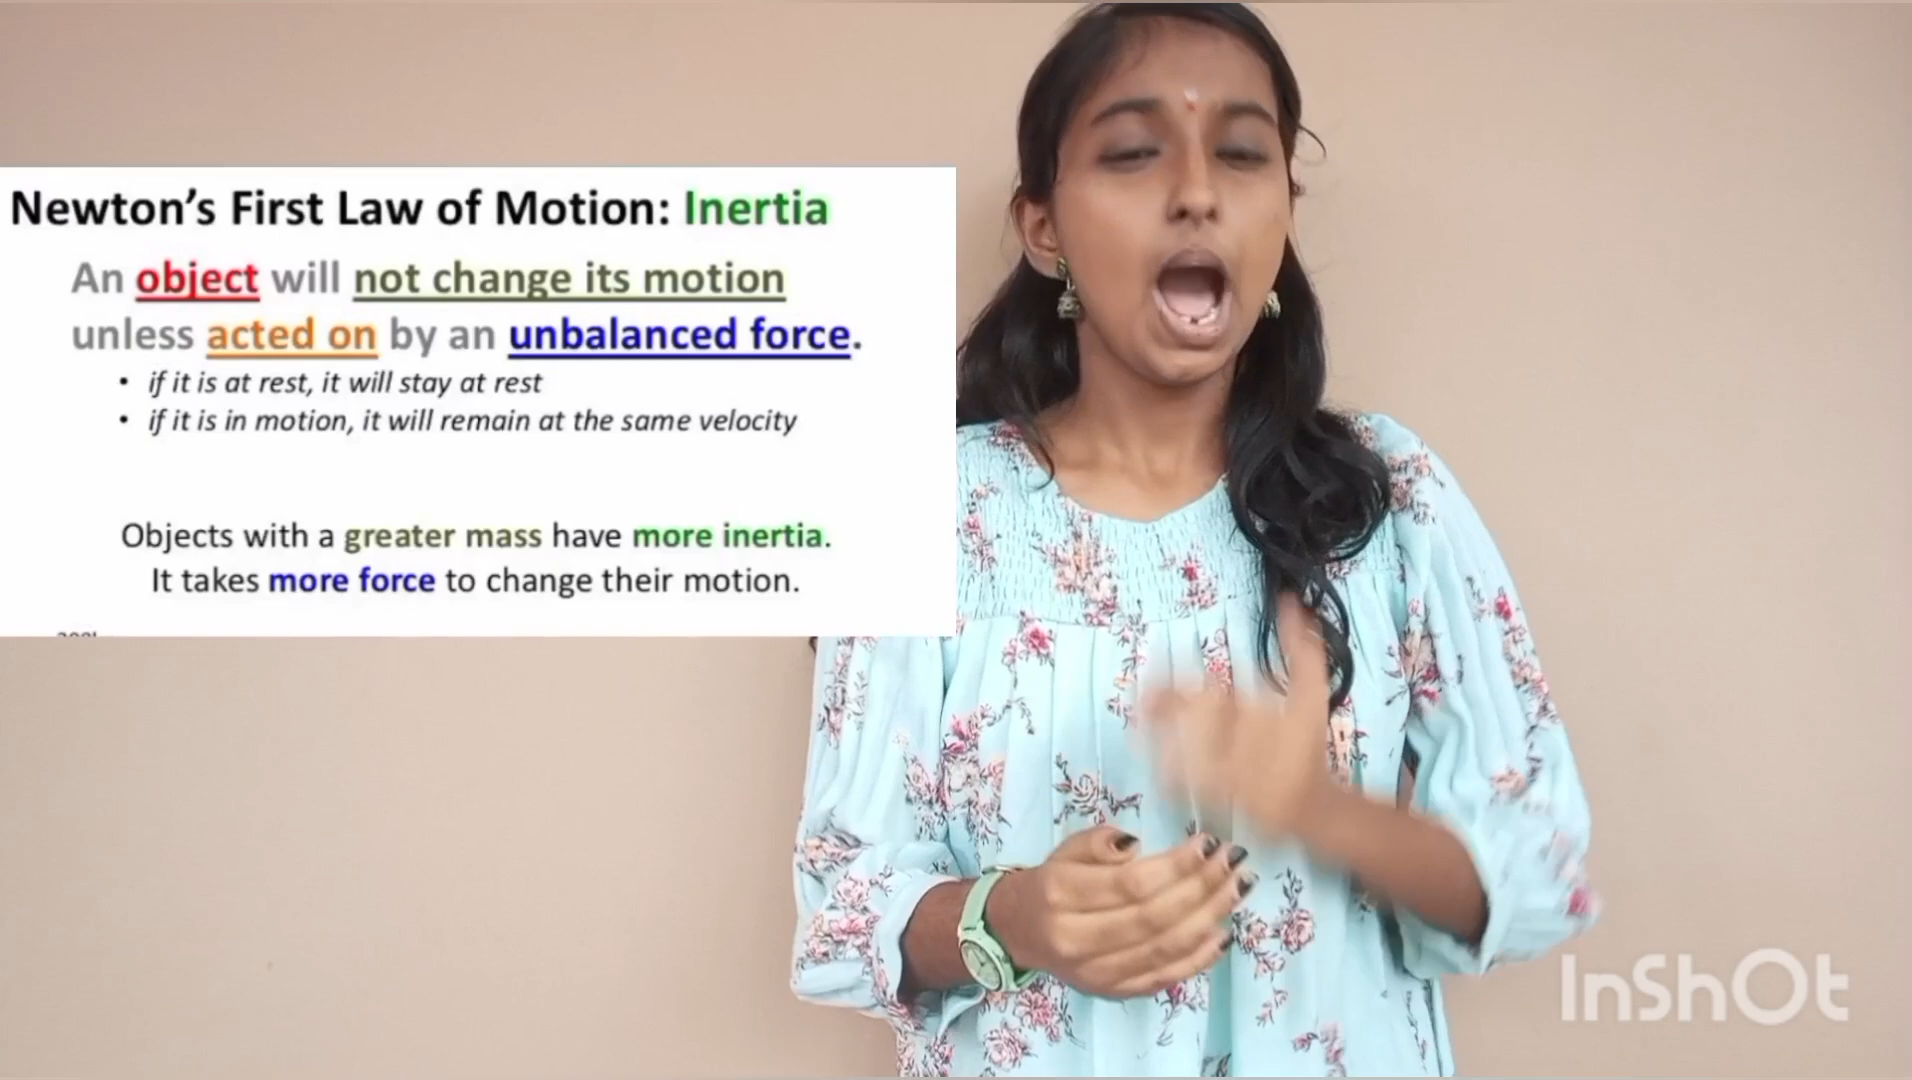 Newton's First Law of Motion: Inertia
An object will not change its motion
unless acted on by an unbalanced force.
• if it is at rest, it will stay at rest
• if it is in motion, it will remain at the same velocity
Objects with a greater mass have more inertia.
It takes more force to change their motion.
InShOt